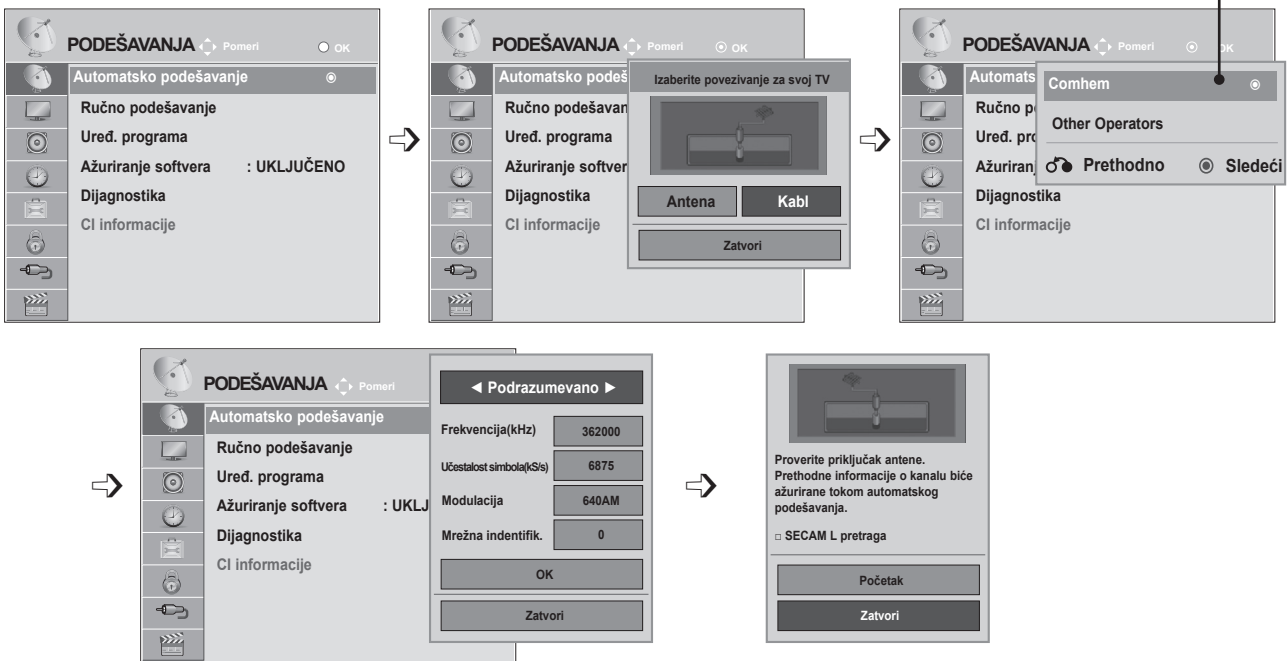 PODEŠAVANJA Pomeri OK
Automatsko podešavanje
Ručno podešavanje
Uređ. programa
Ažuriranje softvera : UKLJUČENO
Dijagnostika
CI informacije
PODEŠAVANJA Pomeri OK
Automatsko podeš
Ručno podešavan
Uređ. programa
Ažuriranje softver
Dijagnostika
CI informacije
Izaberite povezivanje za svoj TV
Antena Kabl
Zatvori
PODEŠAVANJA Pomeri OK
Automats
Ručno p
Uređ. pro
Ažuriran
Dijagnostika
CI informacije
Comhem
Other Operators
Prethodno Sledeći
PODEŠAVANJA Pomeri
Automatsko podešavanje
Ručno podešavanje
Uređ. programa
Ažuriranje softvera : UKLJ
Dijagnostika
CI informacije
◄ Podrazumevano ►
Frekvencija(kHz) 362000
Učestalost simbola(kS/s) 6875
Modulacija 640AM
Mrežna indentifik. 0
OK
Zatvori
Proverite priključak antene.
Prethodne informacije o kanalu biće
ažurirane tokom automatskog
podešavanja.
□ SECAM L pretraga
Početak
Zatvori